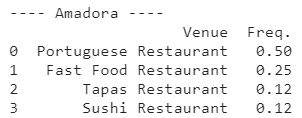 ---- Amadora ----
Venue Freq.
0 Portuguese Restaurant 0.50
1 Fast Food Restaurant 0.25
2 Tapas Restaurant 0.12
3 Sushi Restaurant 0.12